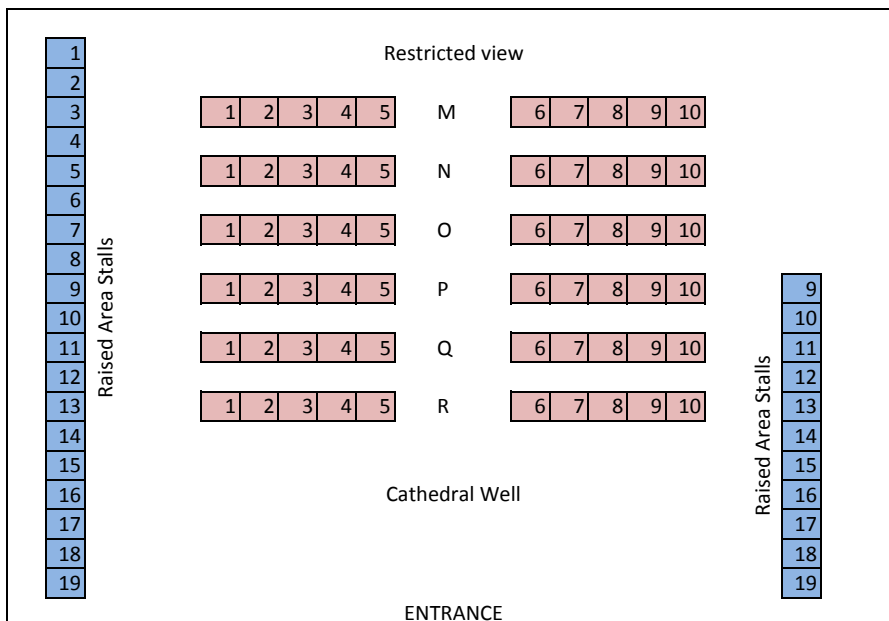 1 Restricted view
2
3 1 2 3 4 5 M 6 7 8 9 10
4
5 1 2 3 4 5 N 6 7 8 9 10
6
7 1 2 3 4 5 O 6 7 8 9 10
8
9 1 2 3 4 5 P 6 7 8 9 10 9
10 10
11 1 2 3 4 5 Q 6 7 8 9 10 11
12 12
13 1 2 3 4 5 R 6 7 8 9 10 13
14 14
15 15
16 Cathedral Well 16
17 17
18 18
19 19
Raised Area Stalls
Raised Area Stalls
ENTRANCE